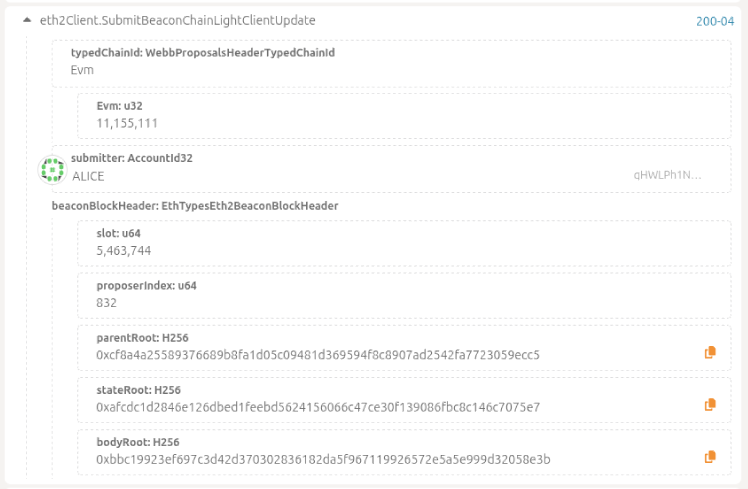 eth2Client.SubmitBeaconChainLightClientUpdate 200-04
typedChainId: WebbProposalsHeaderTypedChainId
Evm
Evm: u32
11,155,111
submitter: AccountId32
ALICE gHWLPh1N...
beaconBlockHeader: EthTypesEth2BeaconBlockHeader
slot: u64
5,463,744
proposerIndex: u64
832
parentRoot: H256
0xcf8a4a25589376689b8fa1d05c09481d369594f8c8907ad2542fa7723059ecc5
stateRoot: H256
0xafcdc1d2846e126dbed1feebd5624156066c47ce30f139086fbc8c146c7075e7
bodyRoot: H256
0xbbc19923ef697c3d42d370302836182da5f967119926572e5a5e999d32058e3b